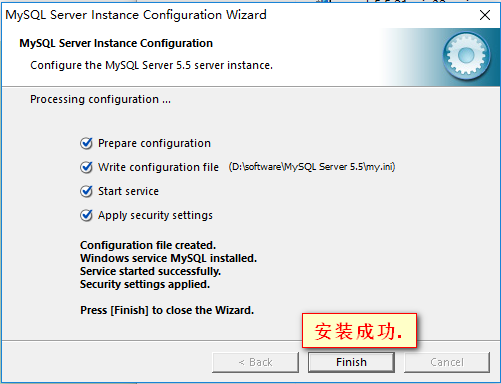 MySQL Server Instance Configuration Wizard
MySQL Server Instance Configuration
Configure the MySQL Server 5.5 server instance.
Processing configuration ...
Prepare configuration
Write configuration file (D:\software\MySQL Server 5.5\my.ini)
Start service
Apply security settings
Configuration file created.
Windows service MySQL installed.
Service started successfully.
Security settings applied.
Press [Finish] to close the Wizard.
安装成功.
< Back Finish Cancel